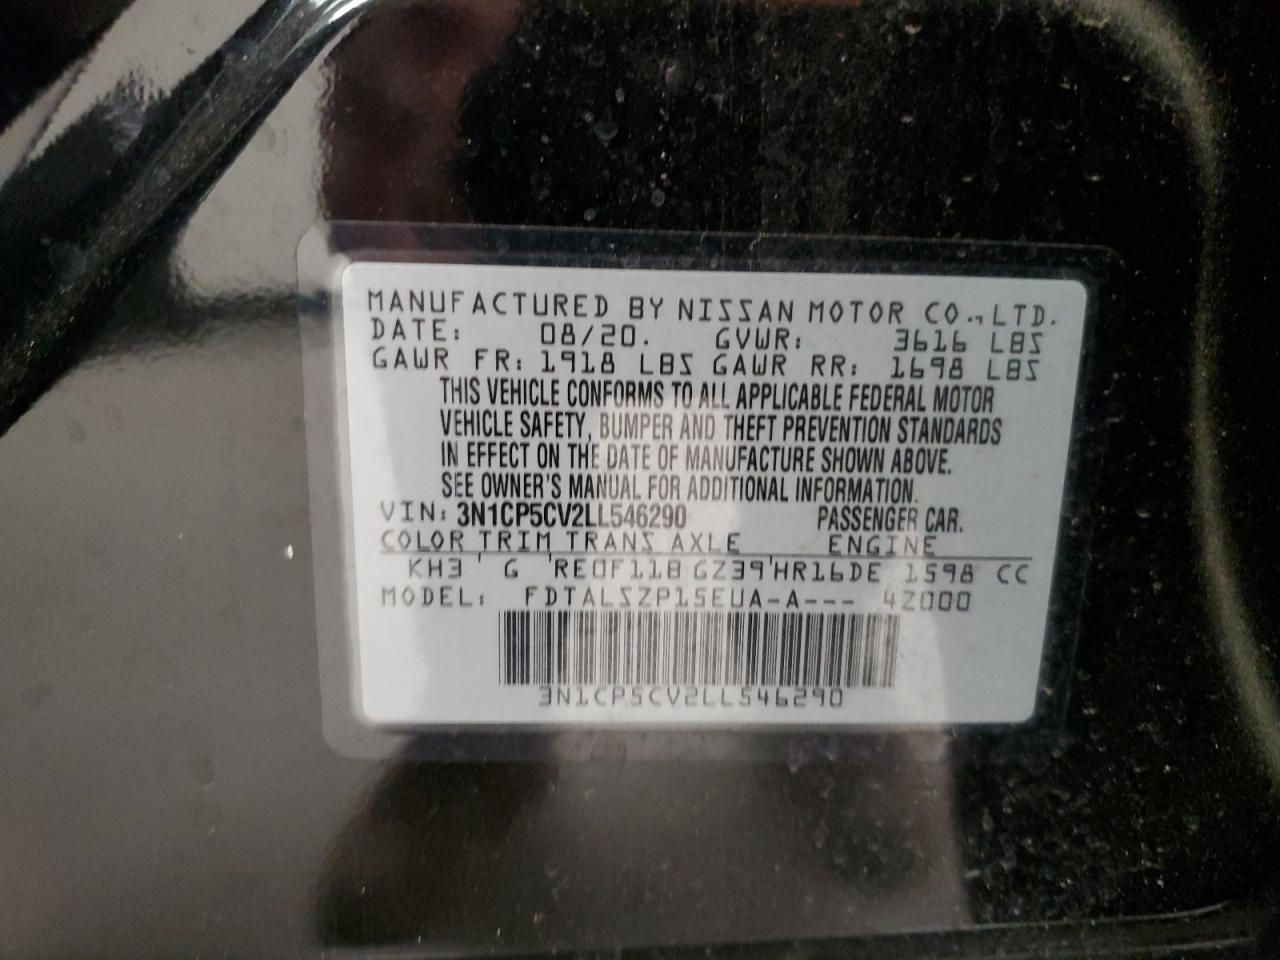 MANUFACTURED BY NISSAN MOTOR CO., LTD.
DATE: 08/20. GVWR: 3616 LBS
GAWR FR: 1918 LBS GAWR RR: 1698 LBS
THIS VEHICLE CONFORMS TO ALL APPLICABLE FEDERAL MOTOR
VEHICLE SAFETY, BUMPER AND THEFT PREVENTION STANDARDS
IN EFFECT ON THE DATE OF MANUFACTURE SHOWN ABOVE.
SEE OWNER'S MANUAL FOR ADDITIONAL INFORMATION.
VIN: 3N1CP5CV2LL546290 PASSENGER CAR.
COLOR TRIM TRANS AXLE ENGINE
KH3 ' G 'RE0F11B GZ39'HR16DE 1598 CC
MODEL: FDTALSZP15EUA-A--- 4Z000
3N1CP5CV2LL546290